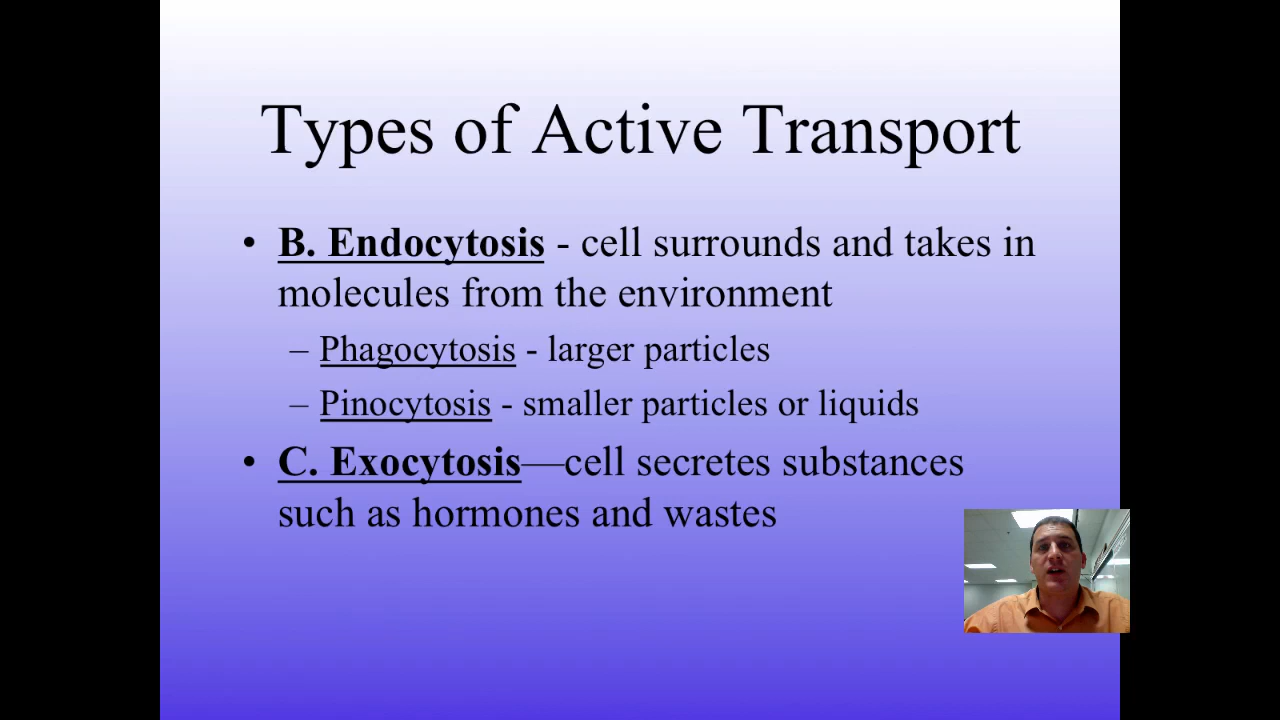 Types of Active Transport
• B. Endocytosis - cell surrounds and takes in
molecules from the environment
– Phagocytosis - larger particles
– Pinocytosis - smaller particles or liquids
• C. Exocytosis—cell secretes substances
such as hormones and wastes